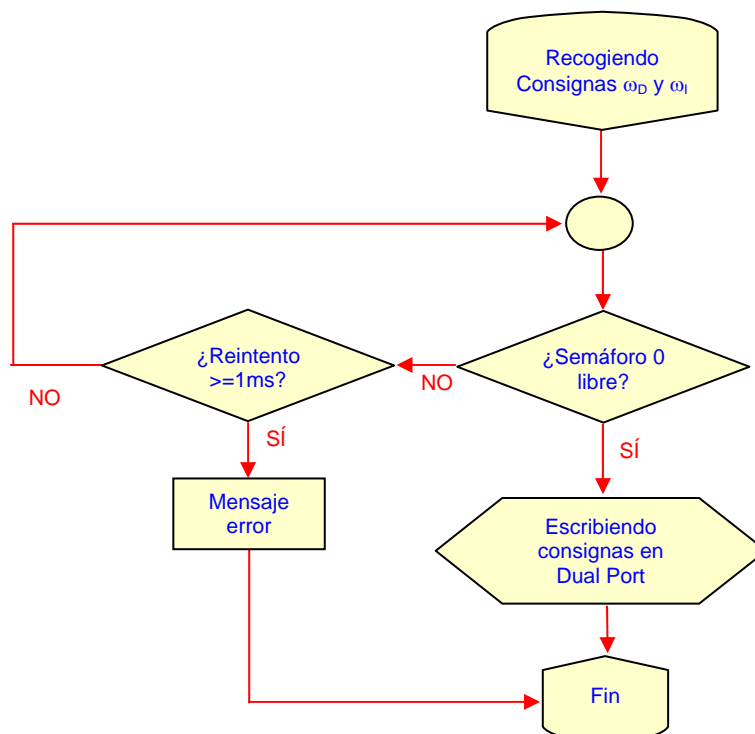 Recogiendo
Consignas ωD y ωI
¿Semáforo 0
libre?
NO
SÍ
¿Reintento
>=1ms?
NO
SÍ
Mensaje
error
Escribiendo
consignas en
Dual Port
Fin